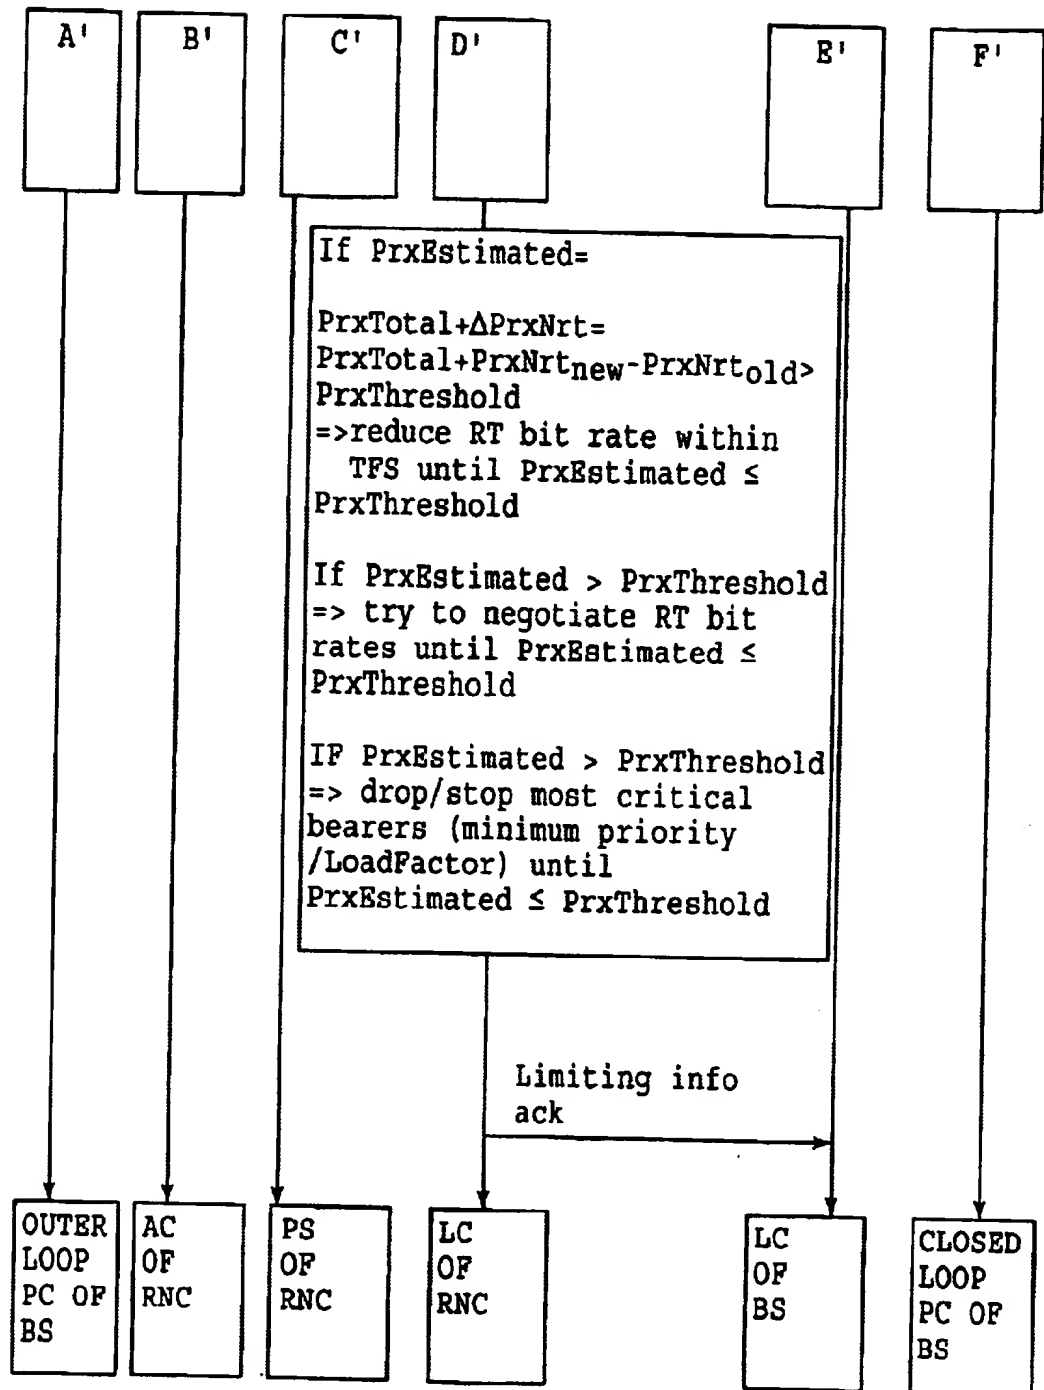 A'
B'
C'
D'
E'
F'
If PrxEstimated=
PrxTotal+ΔPrxNrt=
PrxTotal+PrxNrtnew-PrxNrtold>
PrxThreshold
=>reduce RT bit rate within
TFS until PrxEstimated ≤
PrxThreshold
If PrxEstimated > PrxThreshold
=> try to negotiate RT bit
rates until PrxEstimated ≤
PrxThreshold
IF PrxEstimated > PrxThreshold
=> drop/stop most critical
bearers (minimum priority
/LoadFactor) until
PrxEstimated ≤ PrxThreshold
Limiting info
ack
OUTER
LOOP
PC OF
BS
AC
OF
RNC
PS
OF
RNC
LC
OF
RNC
LC
OF
BS
CLOSED
LOOP
PC OF
BS